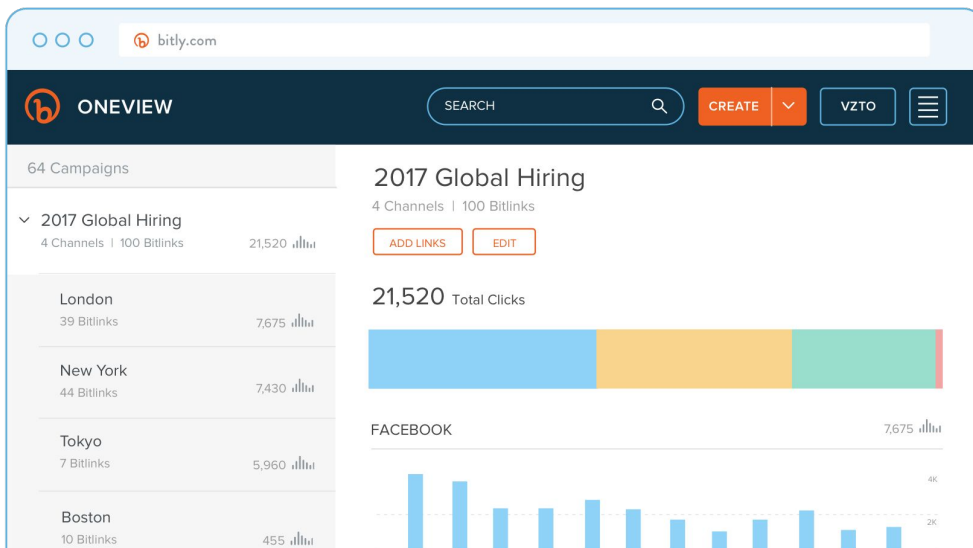 bitly.com
ONEVIEW
SEARCH
CREATE
VZTO
64 Campaigns
2017 Global Hiring
4 Channels | 100 Bitlinks
21,520
London
39 Bitlinks
7,675
New York
44 Bitlinks
7,430
Tokyo
7 Bitlinks
5,960
Boston
10 Bitlinks
455
2017 Global Hiring
4 Channels | 100 Bitlinks
ADD LINKS
EDIT
21,520 Total Clicks
FACEBOOK
7,675
4K
2K